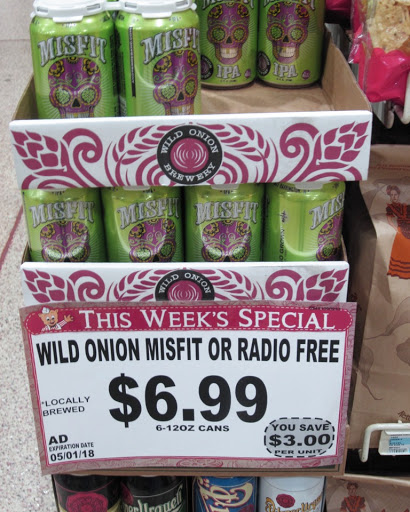 MISFIT MISFIT
IPA IPA
WILD ONION
BREWERY
MISFIT MISFIT MISFIT MIS
WILD ONION
THIS WEEK'S SPECIAL
WILD ONION MISFIT OR RADIO FREE
*LOCALLY
BREWED
$6.99
6-12OZ CANS
YOU SAVE
$3.00
PER UNIT
AD
EXPIRATION DATE
05/01/18